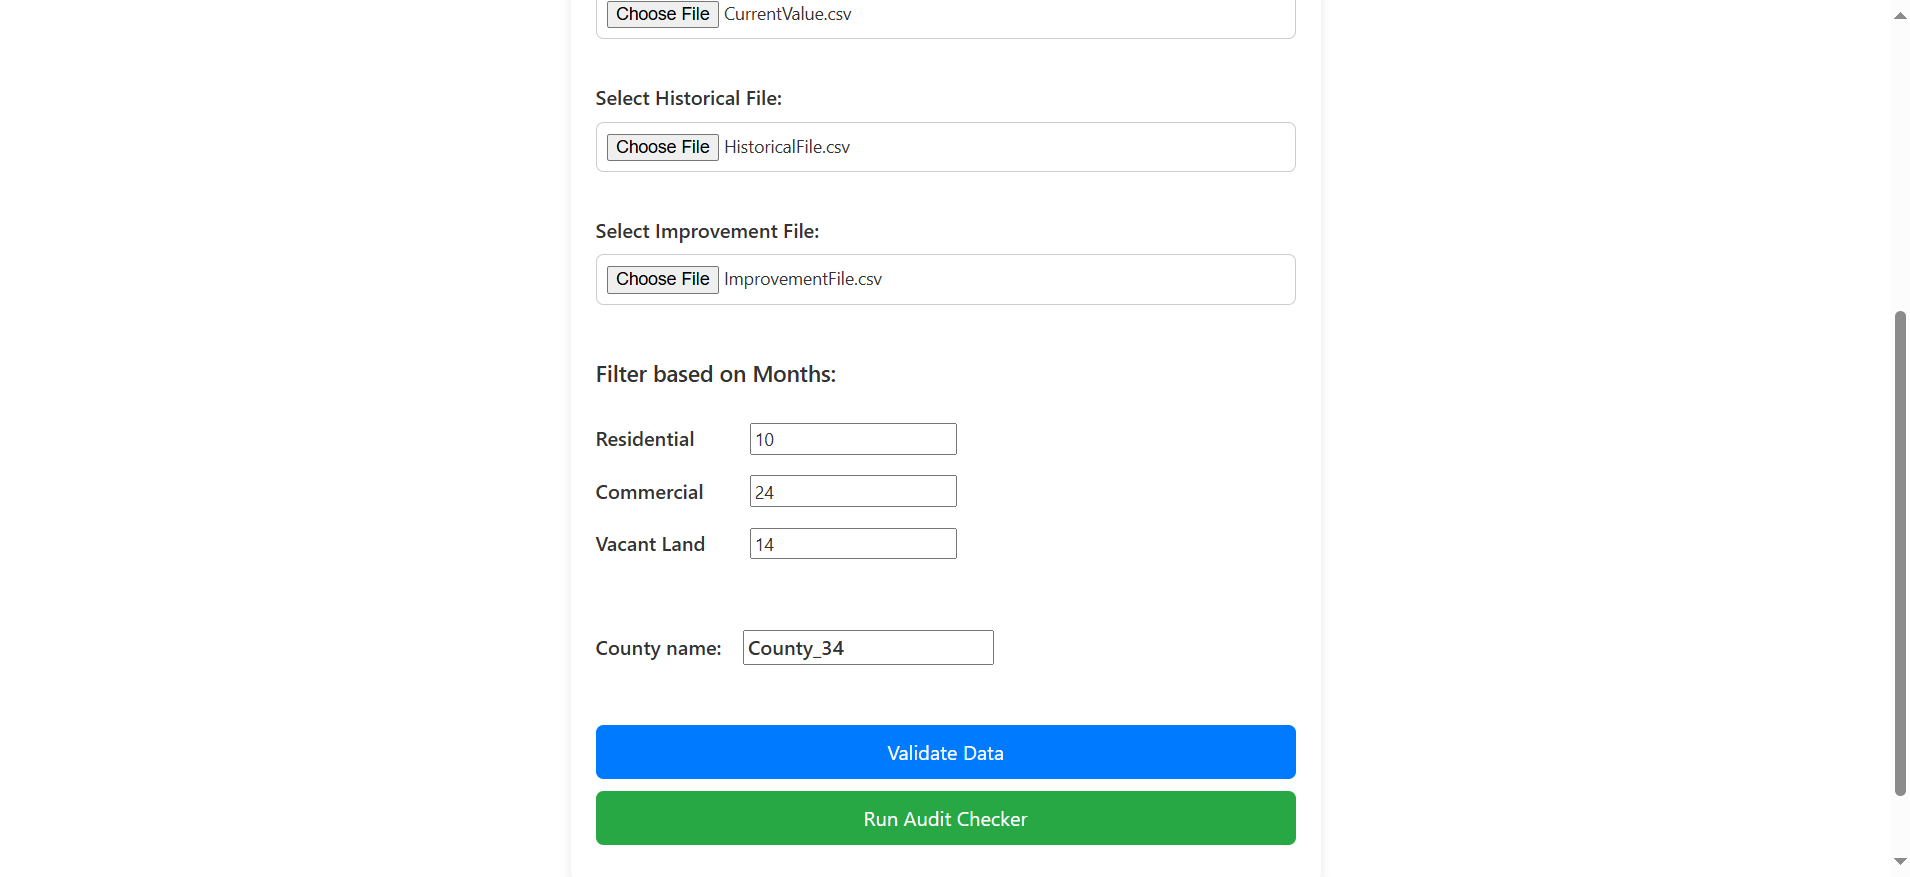 Choose File CurrentValue.csv
Select Historical File:
Choose File HistoricalFile.csv
Select Improvement File:
Choose File ImprovementFile.csv
Filter based on Months:
Residential 10
Commercial 24
Vacant Land 14
County name: County_34
Validate Data
Run Audit Checker